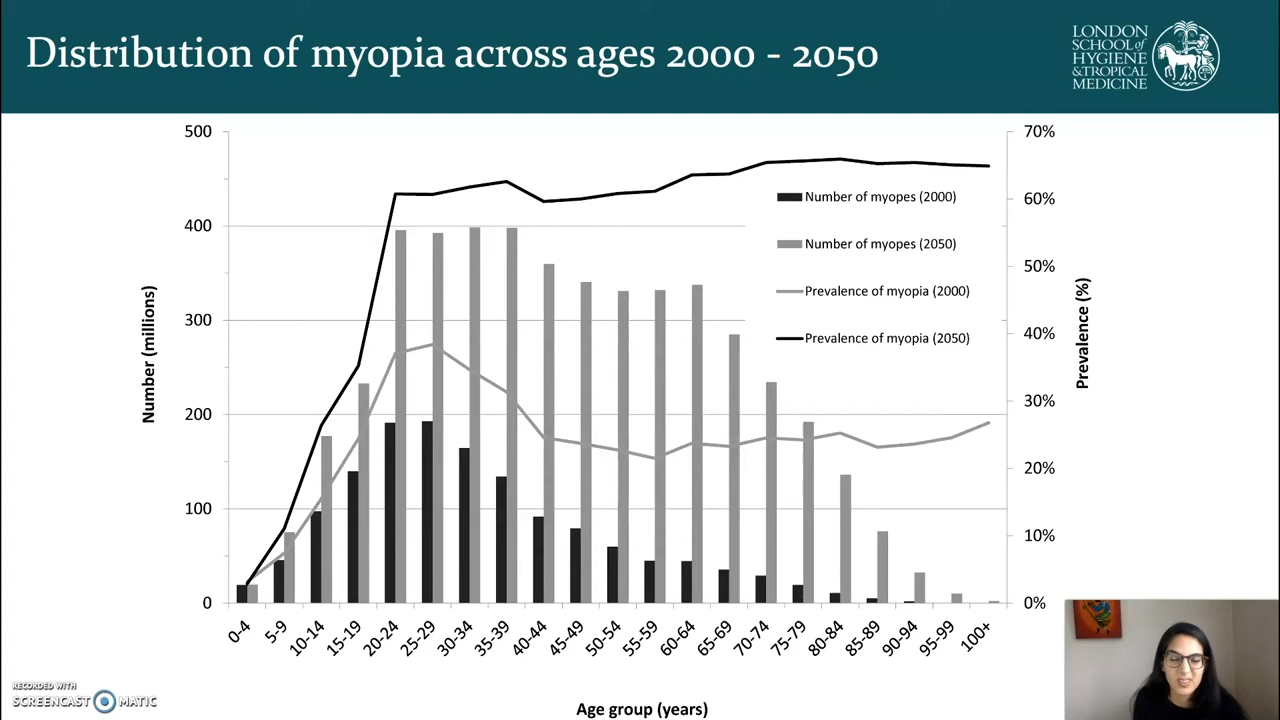 Distribution of myopia across ages 2000 - 2050
LONDON
SCHOOL of
HYGIENE
& TROPICAL
MEDICINE
500
400
300
200
100
0
Number (millions)
70%
60%
50%
40%
30%
20%
10%
0%
Prevalence (%)
Number of myopes (2000)
Number of myopes (2050)
Prevalence of myopia (2000)
Prevalence of myopia (2050)
0-4
5-9
10-14
15-19
20-24
25-29
30-34
35-39
40-44
45-49
50-54
55-59
60-64
65-69
70-74
75-79
80-84
85-89
90-94
95-99
100+
Age group (years)
RECORDED WITH
SCREENCAST MATIC